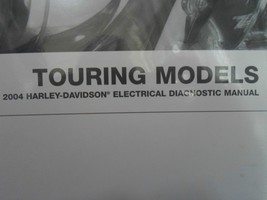 TOURING MODELS
2004 HARLEY-DAVIDSON® ELECTRICAL DIAGNOSTIC MANUAL